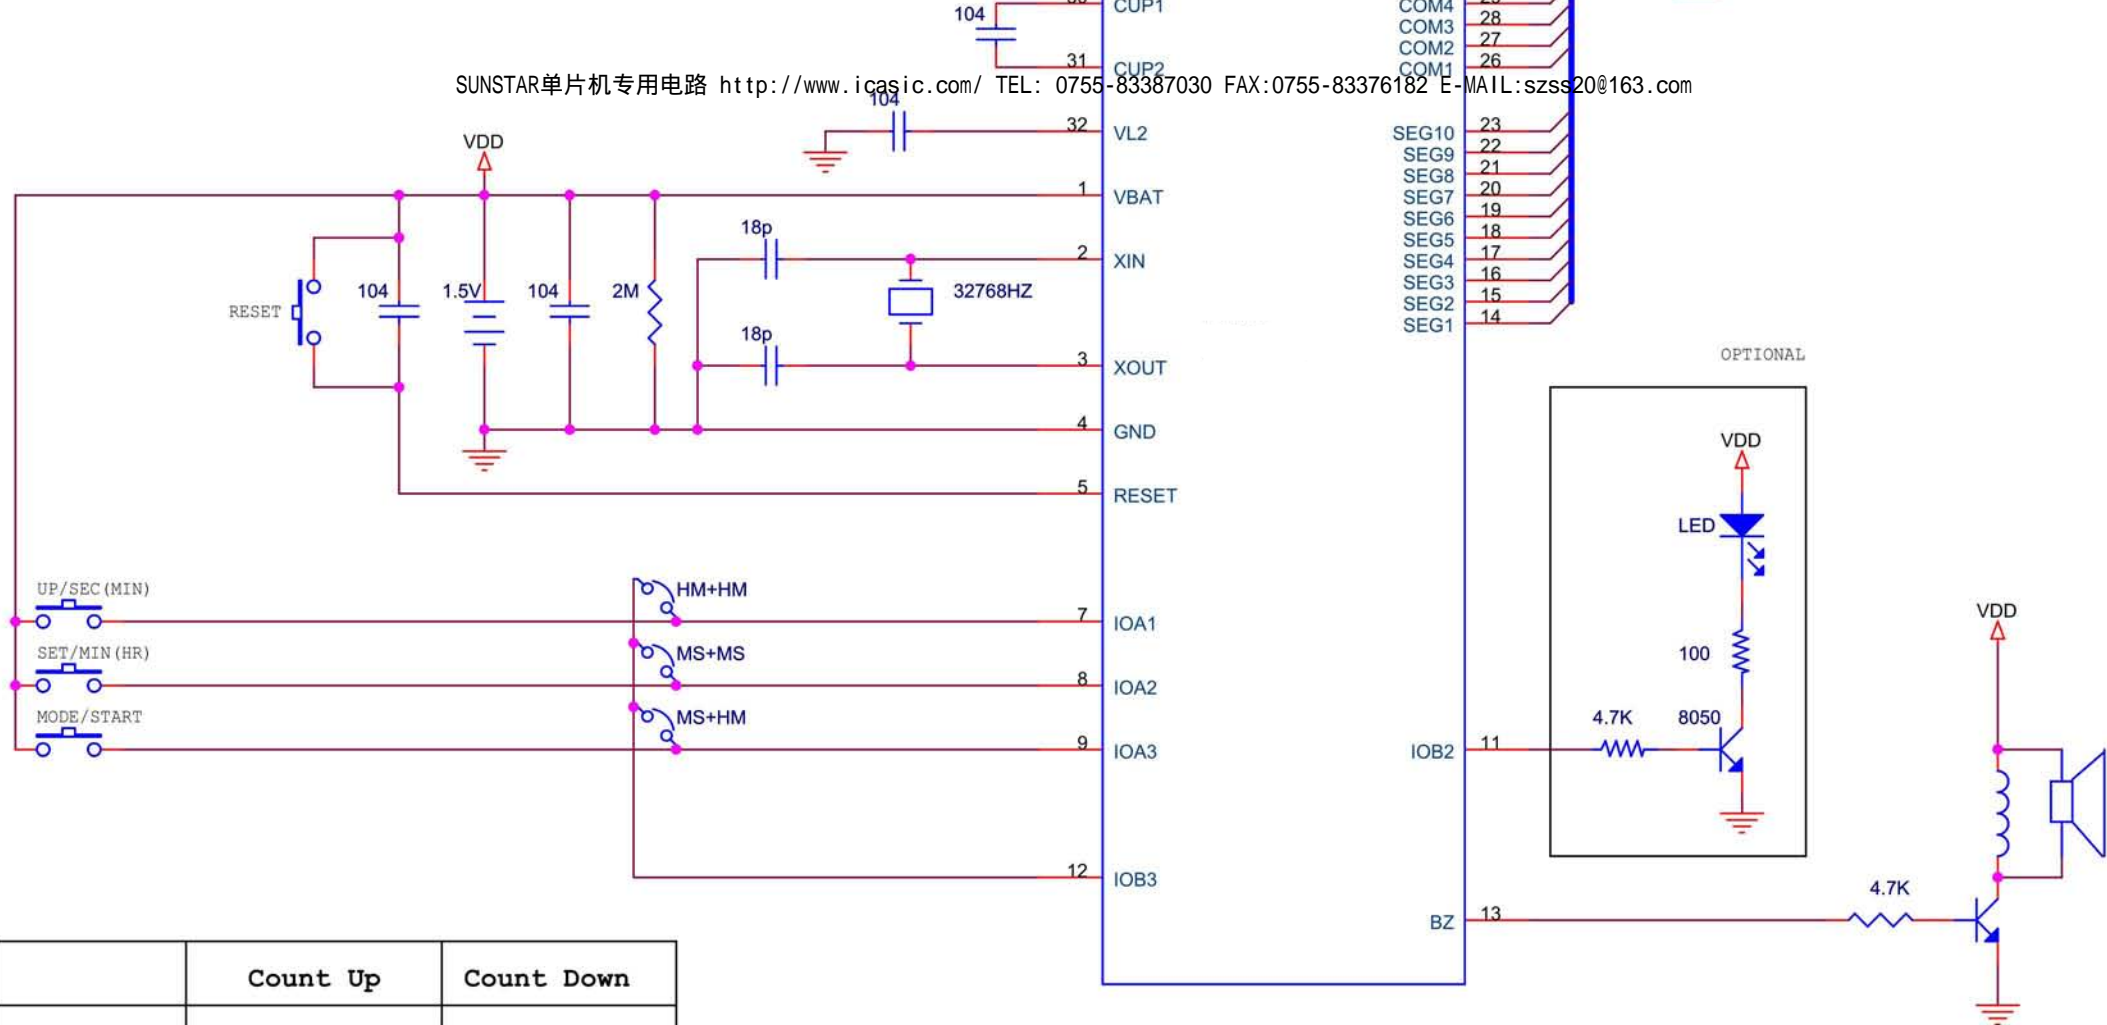 104
30 CUP1
COM4 25
COM3 28
COM2 27
31 CUP2
COM1 26
SUNSTAR单片机专用电路 http://www.icasic.com/ TEL: 0755-83387030 FAX:0755-83376182 E-MAIL:szss20@163.com
104
32 VL2
SEG10 23
VDD
SEG9 22
SEG8 21
1 VBAT
SEG7 20
SEG6 19
18p
SEG5 18
2 XIN
SEG4 17
SEG3 16
RESET
104
1.5V
104
2M
32768HZ
SEG2 15
SEG1 14
18p
3 XOUT
OPTIONAL
4 GND
VDD
5 RESET
LED
UP/SEC(MIN)
HM+HM
7 IOA1
VDD
SET/MIN(HR)
MS+MS
100
8 IOA2
MODE/START
MS+HM
4.7K
8050
9 IOA3
IOB2 11
12 IOB3
4.7K
BZ 13
Count Up
Count Down